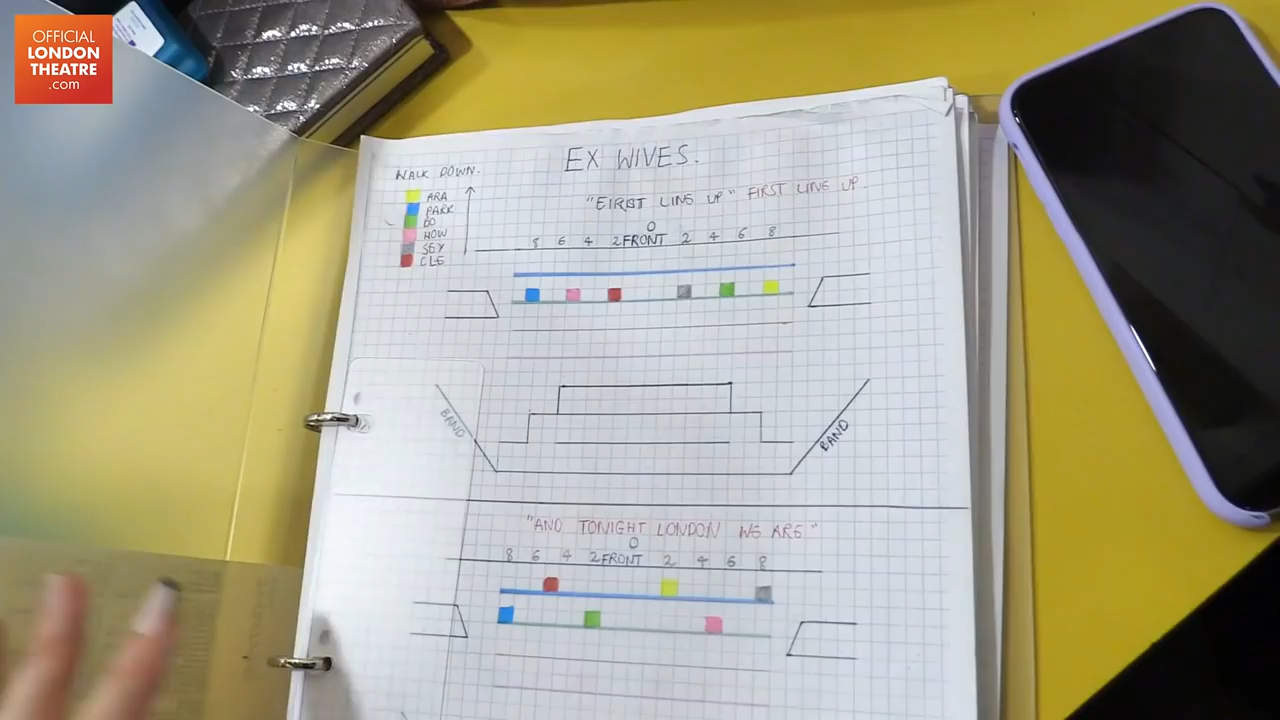 OFFICIAL
LONDON
THEATRE
.com
EX WIVES.
WALK DOWN.
ARA
PARK
BO
HOW
SEY
CLE
"FIRST LINE UP" FIRST LINE UP.
0
8 6 4 2 FRONT 2 4 6 8
BAND
BAND
"AND TONIGHT LONDON WE ARE"
0
8 6 4 2 FRONT 2 4 6 8